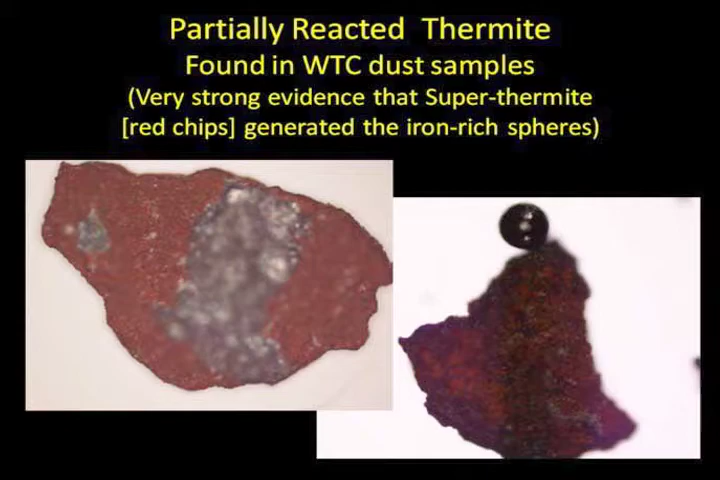 Partially Reacted Thermite
Found in WTC dust samples
(Very strong evidence that Super-thermite
[red chips] generated the iron-rich spheres)